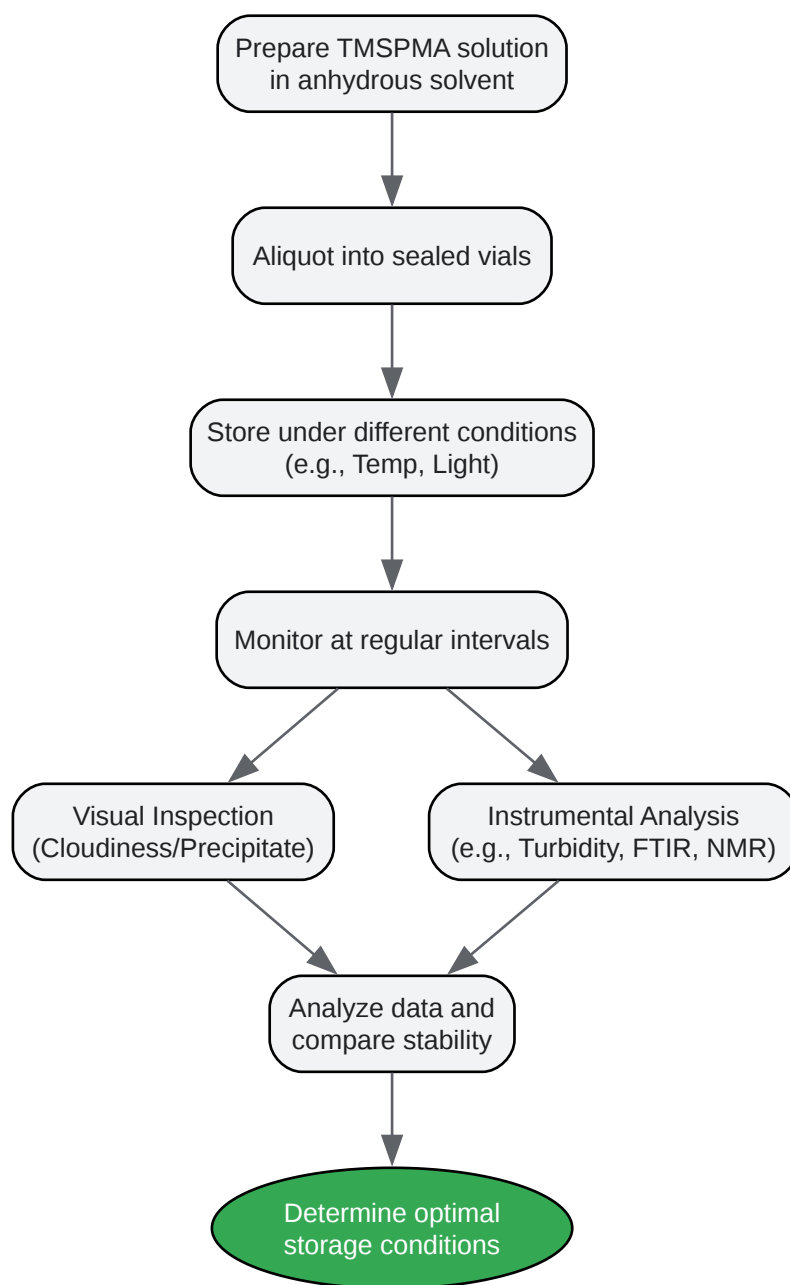 Prepare TMSPMA solution
in anhydrous solvent
Aliquot into sealed vials
Store under different conditions
(e.g., Temp, Light)
Monitor at regular intervals
Visual Inspection
(Cloudiness/Precipitate)
Instrumental Analysis
(e.g., Turbidity, FTIR, NMR)
Analyze data and
compare stability
Determine optimal
storage conditions